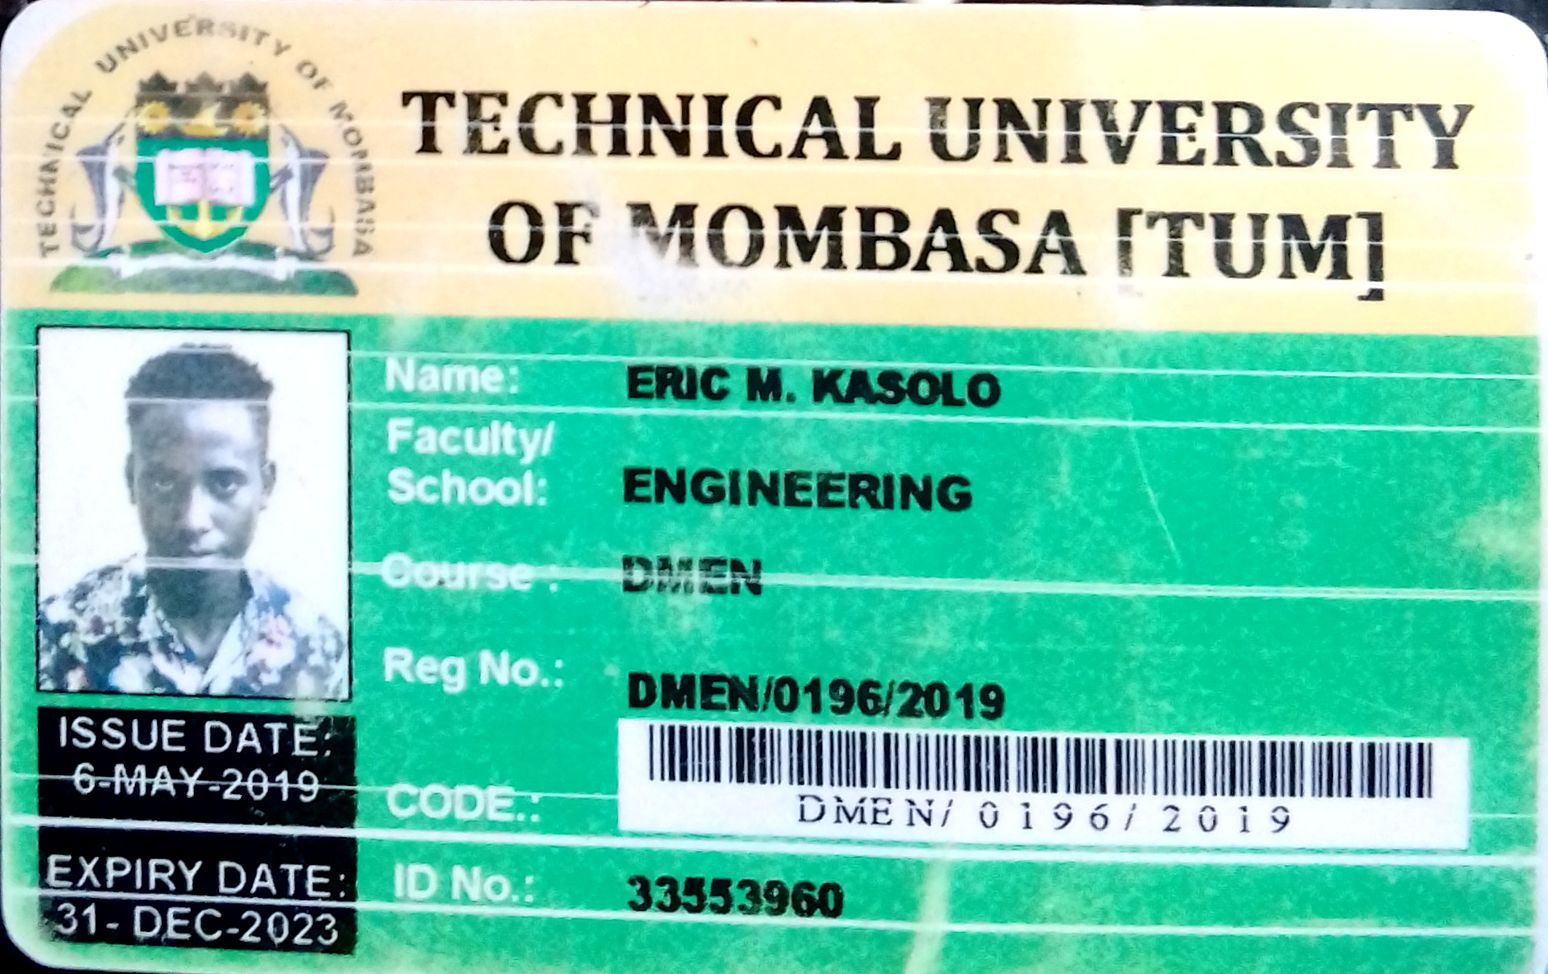 TECHNICAL UNIVERSITY OF MOMBASA
TECHNICAL UNIVERSITY
OF MOMBASA [TUM]
Name: ERIC M. KASOLO
Faculty/
School: ENGINEERING
Course : DMEN
Reg No.: DMEN/0196/2019
CODE.: DMEN/ 0196/ 2019
ID No.: 33553960
ISSUE DATE:
6-MAY-2019
EXPIRY DATE:
31- DEC-2023